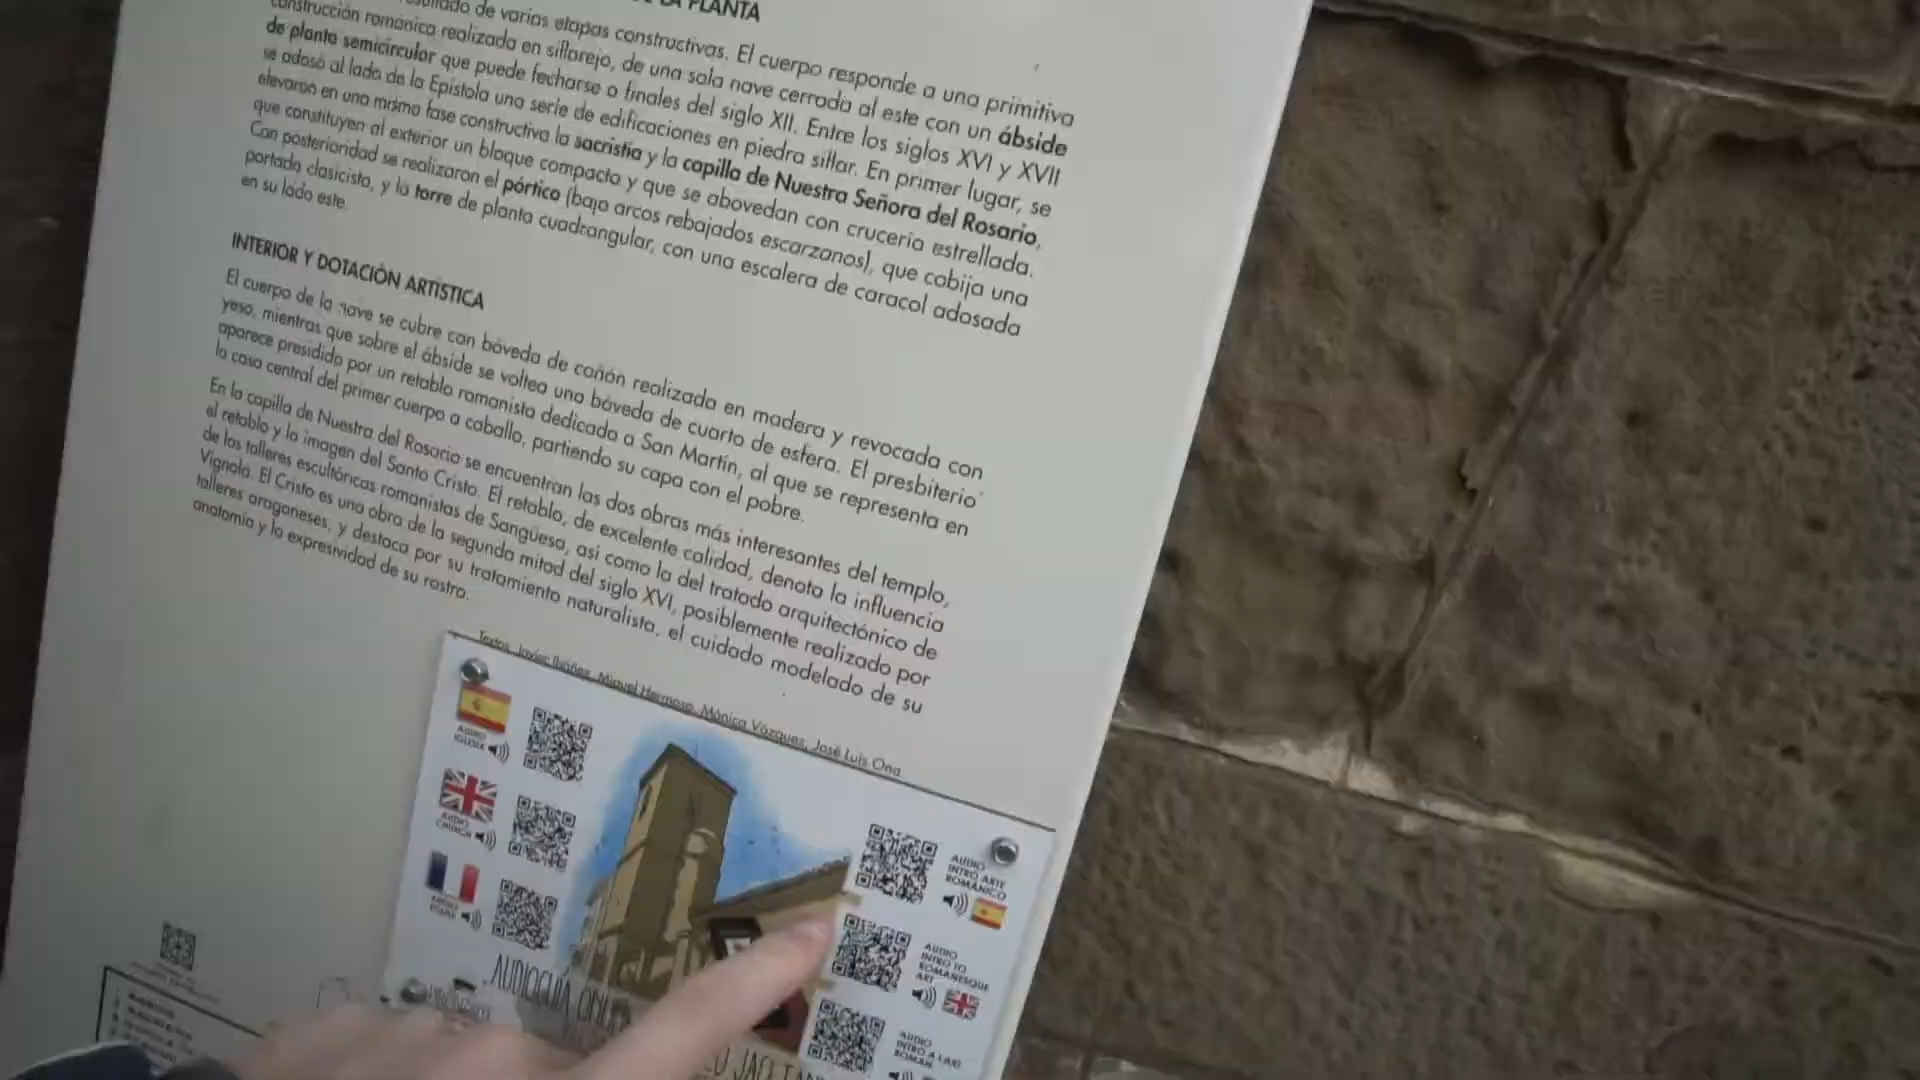 LA PLANTA
de varias etapas constructivas. El cuerpo responde a una primitiva
construcción románica realizada en sillarejo, de una sola nave cerrada al este con un ábside
de planta semicircular que puede fecharse a finales del siglo XII. Entre los siglos XVI y XVII
se adosó al lado de la Epístola una serie de edificaciones en piedra sillar. En primer lugar, se
elevaron en una misma fase constructiva la sacristía y la capilla de Nuestra Señora del Rosario,
que constituyen al exterior un bloque compacto y que se abovedan con crucería estrellada.
Con posterioridad se realizaron el pórtico (bajo arcos rebajados escarzanos), que cobija una
portada clasicista, y la torre de planta cuadrangular, con una escalera de caracol adosada
en su lado este.
INTERIOR Y DOTACIÓN ARTÍSTICA
El cuerpo de la nave se cubre con bóveda de cañón realizada en madera y revocada con
yeso, mientras que sobre el ábside se voltea una bóveda de cuarto de esfera. El presbiterio
aparece presidido por un retablo romanista dedicado a San Martín, al que se representa en
la casa central del primer cuerpo a caballo, partiendo su capa con el pobre.
En la capilla de Nuestra del Rosario se encuentran las dos obras más interesantes del templo,
el retablo y la imagen del Santo Cristo. El retablo, de excelente calidad, denota la influencia
de los talleres escultóricos romanistas de Sangüesa, así como la del tratado arquitectónico de
Vignola. El Cristo es una obra de la segunda mitad del siglo XVI, posiblemente realizado por
talleres aragoneses, y destaca por su tratamiento naturalista, el cuidado modelado de su
anatomía y la expresividad de su rostro.
Textos: Javier Ibáñez, Miguel Hermoso, Mónica Vázquez, José Luis Ona
AUDIO
IGLESIA
AUDIO
CHURCH
AUDIO
AUDIO
INTRO ARTE
ROMÁNICO
AUDIO
INTRO TO
ROMANESQUE
ART
AUDIO
INTRO A L'ART
ROMAN
AUDIOGUÍA ONLINE